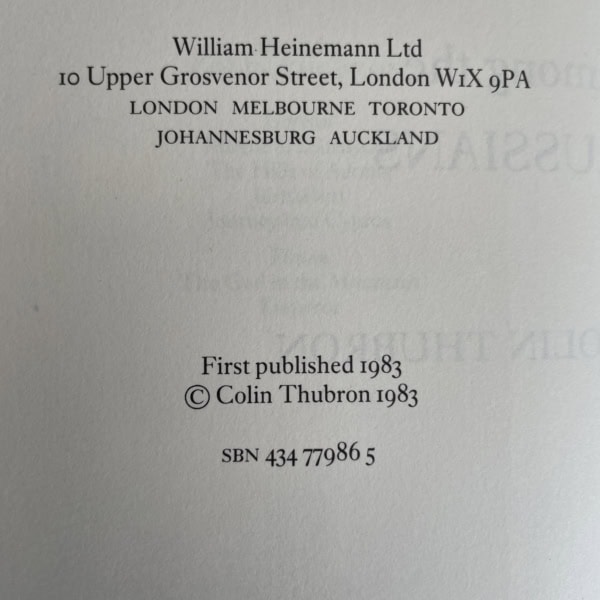 William Heinemann Ltd
10 Upper Grosvenor Street, London W1X 9PA
LONDON MELBOURNE TORONTO
JOHANNESBURG AUCKLAND
First published 1983
© Colin Thubron 1983
SBN 434 77986 5